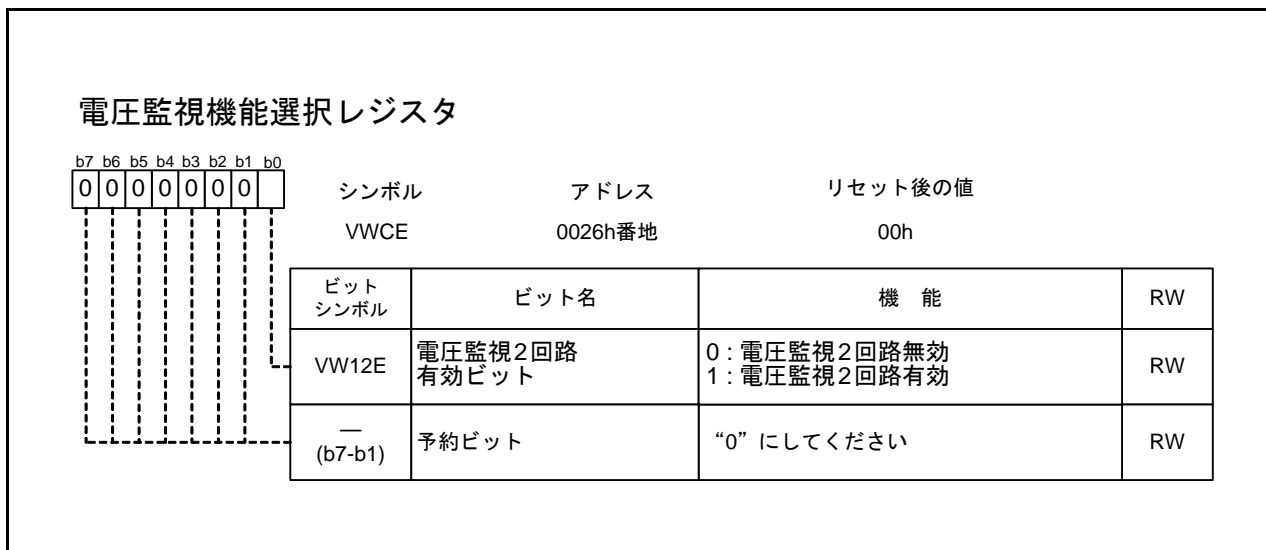 電圧監視機能選択レジスタ
b7 b6 b5 b4 b3 b2 b1 b0
0 0 0 0 0 0 0
シンボル アドレス リセット後の値
VWCE 0026h番地 00h
ビット
シンボル
ビット名
機 能
RW
VW12E
電圧監視2回路
有効ビット
0 : 電圧監視2回路無効
1 : 電圧監視2回路有効
RW
—
(b7-b1)
予約ビット
“0”にしてください
RW